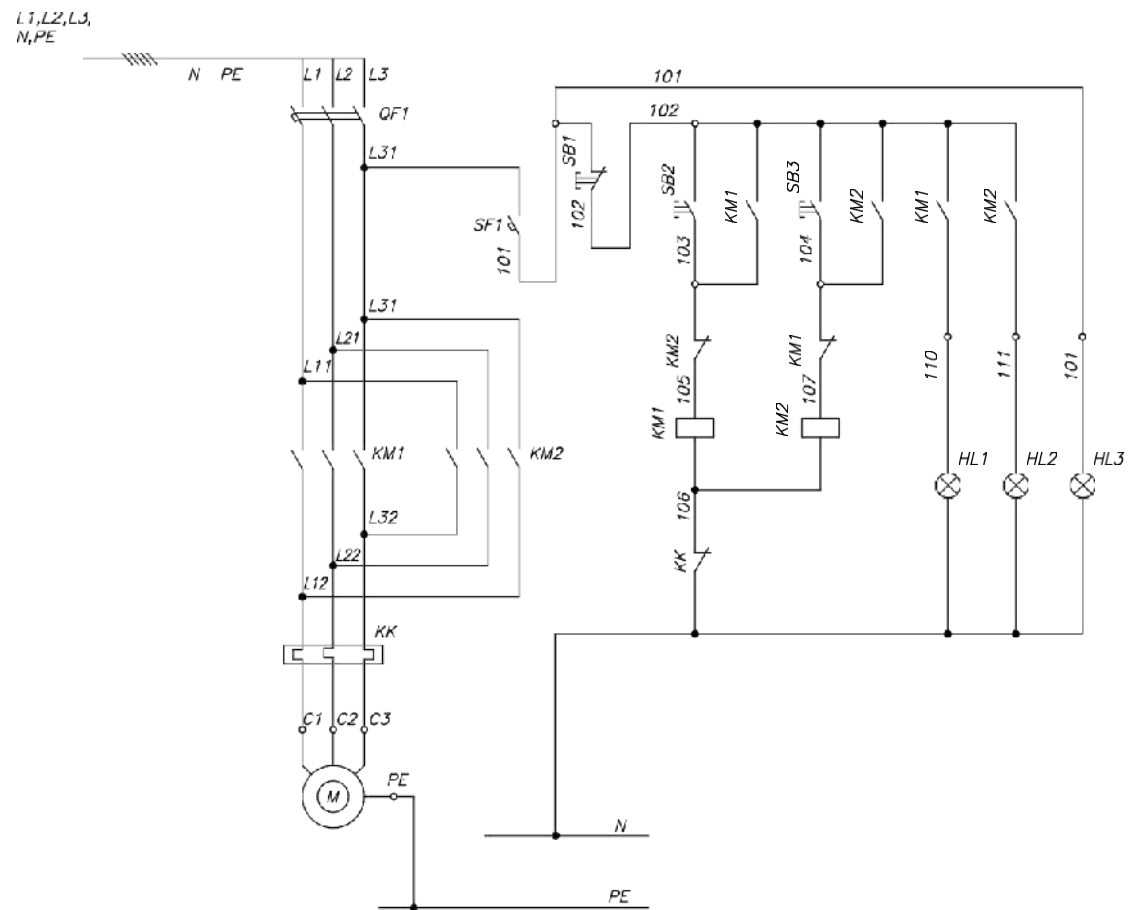 L1,L2,L3,
N,PE
N PE L1 L2 L3
QF1
L31
SF1
101
101
102
SB1
102
SB2
KM1
SB3
KM2
KM1
KM2
103
104
L31
L21
L11
KM1
KM2
L32
L22
L12
KK
C1 C2 C3
M
PE
KM2
KM1
105
107
KM1
KM2
106
KK
110
111
101
HL1
HL2
HL3
N
PE